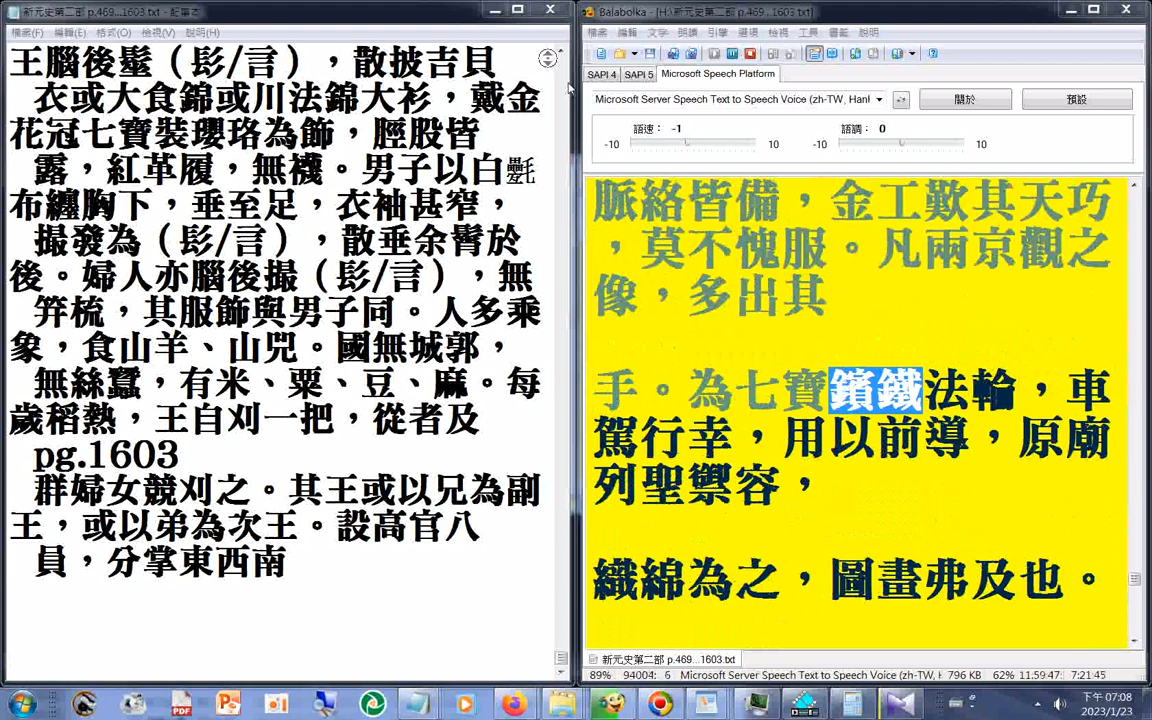 新元史第二部 p.469...1603.txt - 記事本
檔案(F) 編輯(E) 格式(O) 檢視(V) 說明(H)
王腦後髽（髟/言），散披吉貝
衣或大食錦或川法錦大衫，戴金
花冠七寶裝瓔珞為飾，脛股皆
露，紅革履，無襪。男子以白㲲
布纏胸下，垂至足，衣袖甚窄，
撮發為（髟/言），散垂余髾於
後。婦人亦腦後撮（髟/言），無
笄梳，其服飾與男子同。人多乘
象，食山羊、山兕。國無城郭，
無絲蠶，有米、粟、豆、麻。每
歲稻熱，王自刈一把，從者及
pg.1603
群婦女競刈之。其王或以兄為副
王，或以弟為次王。設高官八
員，分掌東西南
Balabolka - [H:\新元史第二部 p.469...1603.txt]
檔案 編輯 文字 朗讀 引擎 選項 檢視 工具 書籤 說明
SAPI 4 SAPI 5 Microsoft Speech Platform
Microsoft Server Speech Text to Speech Voice (zh-TW, Hanl 關於 預設
語速： -1 語調： 0
-10 10 -10 10
脈絡皆備，金工歎其天巧
，莫不愧服。凡兩京觀之
像，多出其
手。為七寶鑌鐵法輪，車
駕行幸，用以前導，原廟
列聖禦容，
織綿為之，圖畫弗及也。
新元史第二部 p.469...1603.txt
89% 94004: 6 Microsoft Server Speech Text to Speech Voice (zh-TW, H 796 KB 62% 11:59:47 7:21:45
下午 07:08
2023/1/23